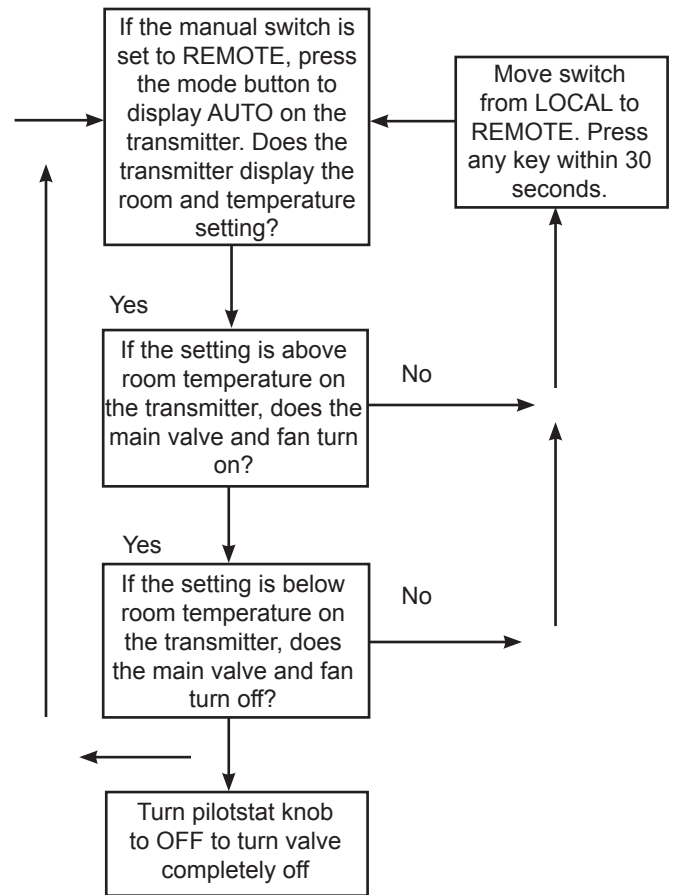 If the manual switch is
set to REMOTE, press
the mode button to
display AUTO on the
transmitter. Does the
transmitter display the
room and temperature
setting?
Move switch
from LOCAL to
REMOTE. Press
any key within 30
seconds.
Yes
If the setting is above
room temperature on
the transmitter, does the
main valve and fan turn
on?
No
Yes
If the setting is below
room temperature on
the transmitter, does
the main valve and fan
turn off?
No
Turn pilotstat knob
to OFF to turn valve
completely off